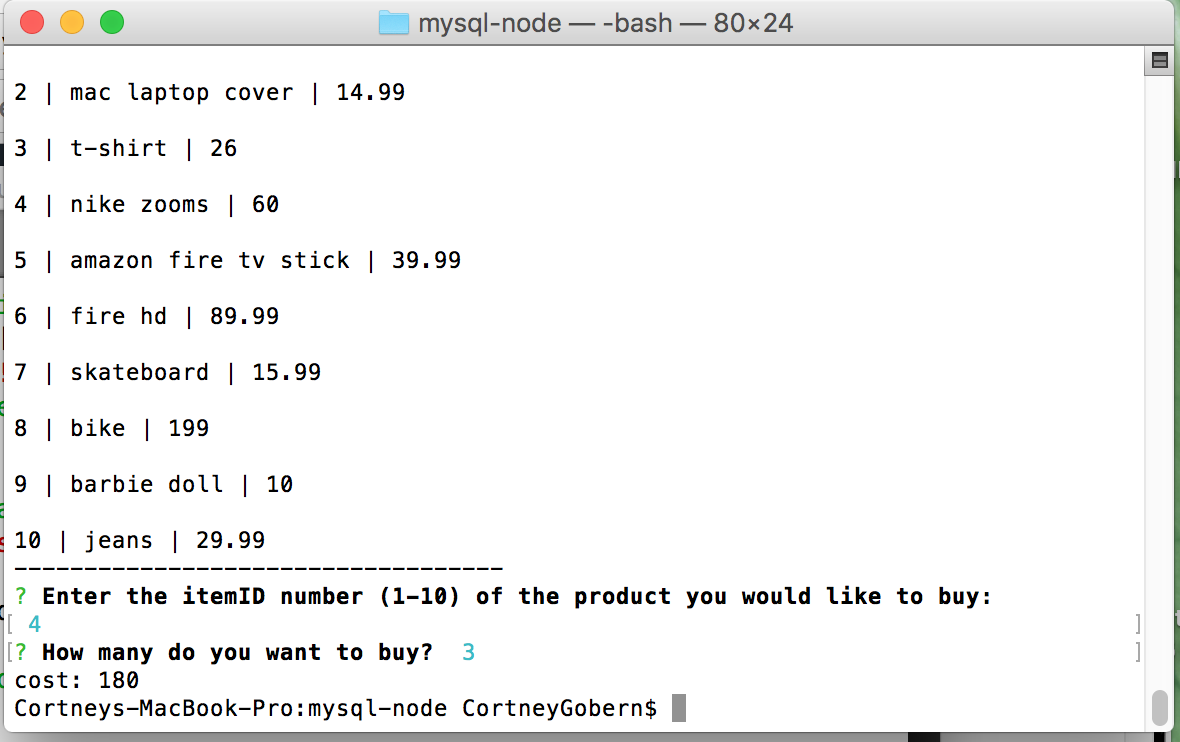 mysql-node — -bash — 80×24
2 | mac laptop cover | 14.99
3 | t-shirt | 26
4 | nike zooms | 60
5 | amazon fire tv stick | 39.99
6 | fire hd | 89.99
7 | skateboard | 15.99
8 | bike | 199
9 | barbie doll | 10
10 | jeans | 29.99
-----------------------------------
? Enter the itemID number (1-10) of the product you would like to buy:
[ 4 ]
[? How many do you want to buy?  3 ]
cost: 180
Cortneys-MacBook-Pro:mysql-node CortneyGobern$